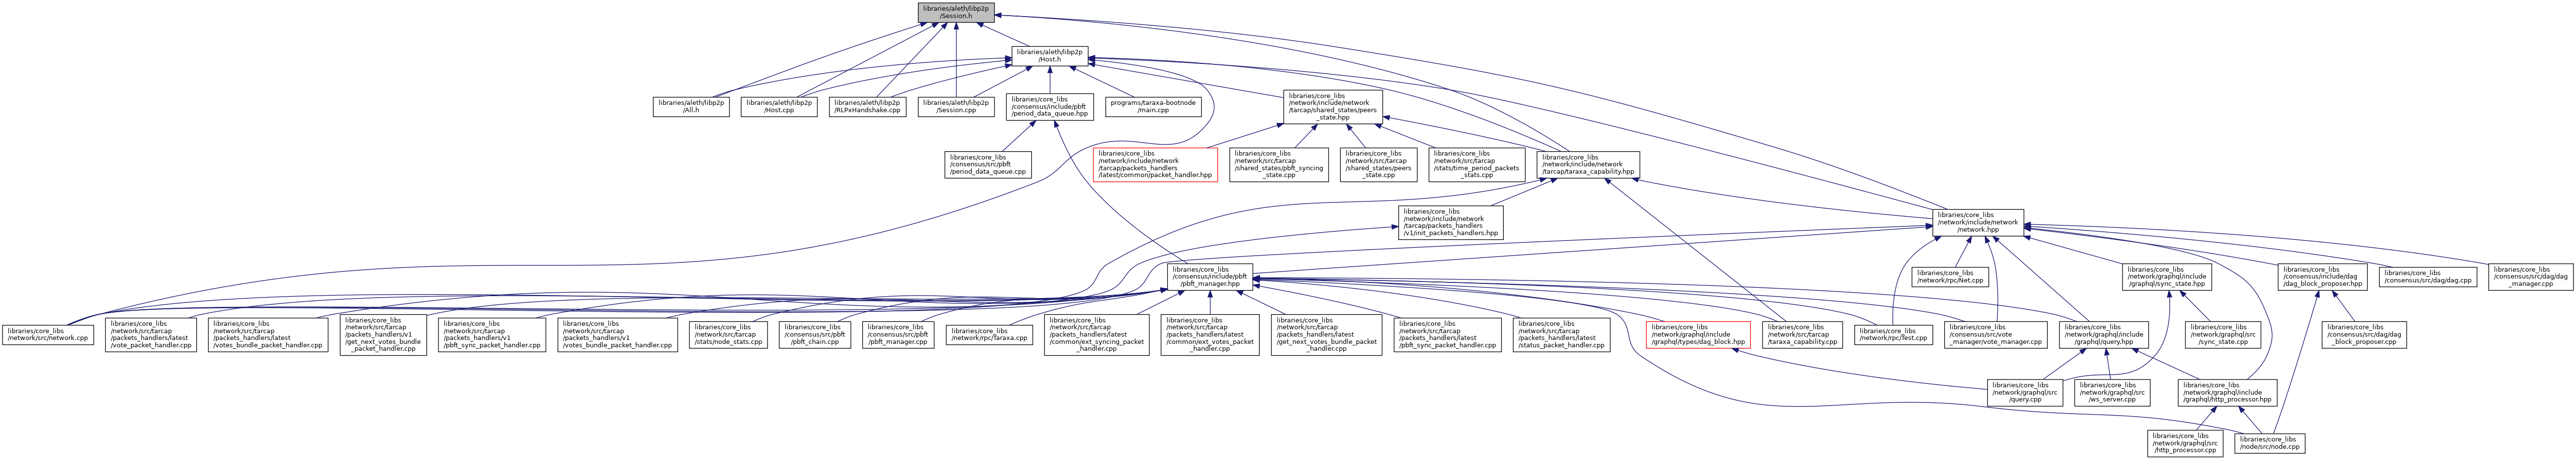 libraries/aleth/libp2p
/Session.h
libraries/aleth/libp2p
/Host.h
libraries/aleth/libp2p
/All.h
libraries/aleth/libp2p
/Host.cpp
libraries/aleth/libp2p
/RLPxHandshake.cpp
libraries/aleth/libp2p
/Session.cpp
libraries/core_libs
/consensus/include/pbft
/period_data_queue.hpp
programs/taraxa-bootnode
/main.cpp
libraries/core_libs
/network/include/network
/tarcap/shared_states/peers
_state.hpp
libraries/core_libs
/consensus/src/pbft
/period_data_queue.cpp
libraries/core_libs
/network/include/network
/tarcap/packets_handlers
/latest/common/packet_handler.hpp
libraries/core_libs
/network/src/tarcap
/shared_states/pbft_syncing
_state.cpp
libraries/core_libs
/network/src/tarcap
/shared_states/peers
_state.cpp
libraries/core_libs
/network/src/tarcap
/stats/time_period_packets
_stats.cpp
libraries/core_libs
/network/include/network
/tarcap/taraxa_capability.hpp
libraries/core_libs
/network/include/network
/tarcap/packets_handlers
/v1/init_packets_handlers.hpp
libraries/core_libs
/network/include/network
/network.hpp
libraries/core_libs
/consensus/include/pbft
/pbft_manager.hpp
libraries/core_libs
/network/rpc/Net.cpp
libraries/core_libs
/network/graphql/include
/graphql/sync_state.hpp
libraries/core_libs
/consensus/include/dag
/dag_block_proposer.hpp
libraries/core_libs
/consensus/src/dag/dag.cpp
libraries/core_libs
/consensus/src/dag/dag
_manager.cpp
libraries/core_libs
/network/src/network.cpp
libraries/core_libs
/network/src/tarcap
/packets_handlers/latest
/vote_packet_handler.cpp
libraries/core_libs
/network/src/tarcap
/packets_handlers/latest
/votes_bundle_packet_handler.cpp
libraries/core_libs
/network/src/tarcap
/packets_handlers/v1
/get_next_votes_bundle
_packet_handler.cpp
libraries/core_libs
/network/src/tarcap
/packets_handlers/v1
/pbft_sync_packet_handler.cpp
libraries/core_libs
/network/src/tarcap
/packets_handlers/v1
/votes_bundle_packet_handler.cpp
libraries/core_libs
/network/src/tarcap
/stats/node_stats.cpp
libraries/core_libs
/consensus/src/pbft
/pbft_chain.cpp
libraries/core_libs
/consensus/src/pbft
/pbft_manager.cpp
libraries/core_libs
/network/rpc/Taraxa.cpp
libraries/core_libs
/network/src/tarcap
/packets_handlers/latest
/common/ext_syncing_packet
_handler.cpp
libraries/core_libs
/network/src/tarcap
/packets_handlers/latest
/common/ext_votes_packet
_handler.cpp
libraries/core_libs
/network/src/tarcap
/packets_handlers/latest
/get_next_votes_bundle_packet
_handler.cpp
libraries/core_libs
/network/src/tarcap
/packets_handlers/latest
/pbft_sync_packet_handler.cpp
libraries/core_libs
/network/src/tarcap
/packets_handlers/latest
/status_packet_handler.cpp
libraries/core_libs
/network/graphql/include
/graphql/types/dag_block.hpp
libraries/core_libs
/network/src/tarcap
/taraxa_capability.cpp
libraries/core_libs
/network/rpc/Test.cpp
libraries/core_libs
/consensus/src/vote
_manager/vote_manager.cpp
libraries/core_libs
/network/graphql/include
/graphql/query.hpp
libraries/core_libs
/network/graphql/src
/sync_state.cpp
libraries/core_libs
/consensus/src/dag/dag
_block_proposer.cpp
libraries/core_libs
/network/graphql/src
/query.cpp
libraries/core_libs
/network/graphql/src
/ws_server.cpp
libraries/core_libs
/network/graphql/include
/graphql/http_processor.hpp
libraries/core_libs
/network/graphql/src
/http_processor.cpp
libraries/core_libs
/node/src/node.cpp